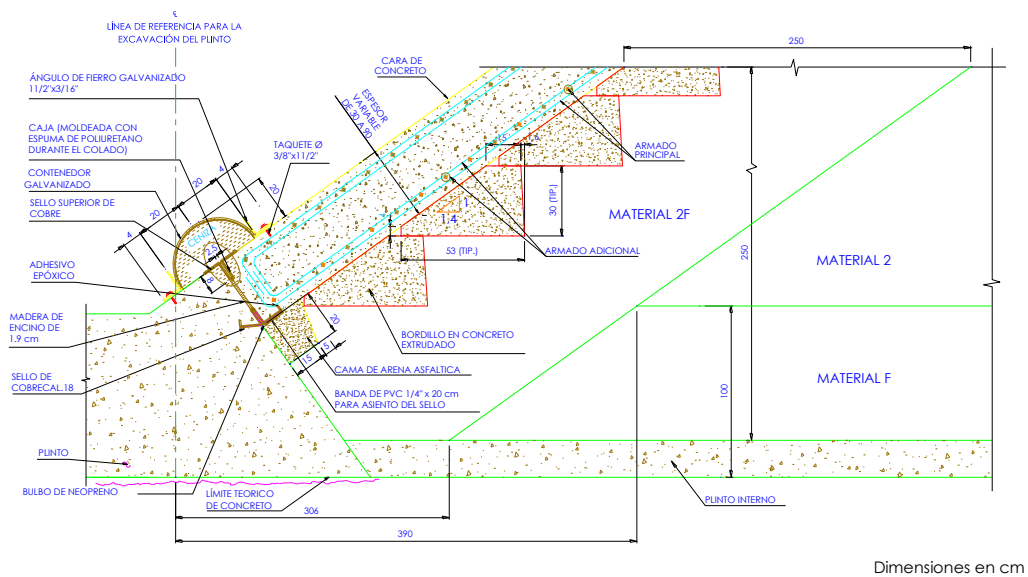 ℄
LÍNEA DE REFERENCIA PARA LA
EXCAVACIÓN DEL PLINTO
250
ÁNGULO DE FIERRO GALVANIZADO
11/2"x3/16"
CARA DE
CONCRETO
ESPESOR
VARIABLE
DE 30 A 90
CAJA (MOLDEADA CON
ESPUMA DE POLIURETANO
DURANTE EL COLADO)
TAQUETE Ø
3/8"x11/2"
ARMADO
PRINCIPAL
CONTENEDOR
GALVANIZADO
4
20
20
20
4
SELLO SUPERIOR DE
COBRE
CENIZA
2.5
8
15
1
1.4
30 (TIP.)
MATERIAL 2F
53 (TIP.)
ARMADO ADICIONAL
250
MATERIAL 2
ADHESIVO
EPÓXICO
MADERA DE
ENCINO DE
1.9 cm
20
15
15
BORDILLO EN CONCRETO
EXTRUDADO
CAMA DE ARENA ASFALTICA
SELLO DE
COBRECAL.18
BANDA DE PVC 1/4" x 20 cm
PARA ASIENTO DEL SELLO
100
MATERIAL F
PLINTO
BULBO DE NEOPRENO
LÍMITE TEORICO
DE CONCRETO
PLINTO INTERNO
306
390
Dimensiones en cm